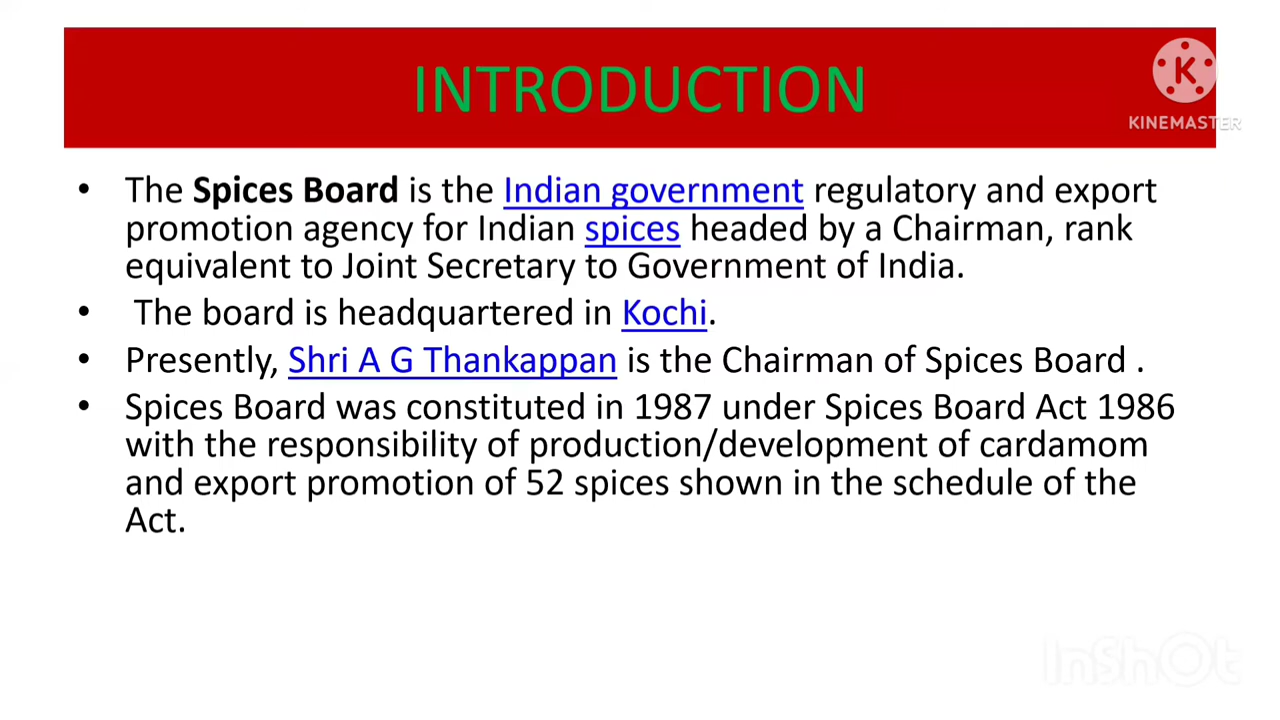 INTRODUCTION
K
KINEMASTER
• The Spices Board is the Indian government regulatory and export
promotion agency for Indian spices headed by a Chairman, rank
equivalent to Joint Secretary to Government of India.
• The board is headquartered in Kochi.
• Presently, Shri A G Thankappan is the Chairman of Spices Board .
• Spices Board was constituted in 1987 under Spices Board Act 1986
with the responsibility of production/development of cardamom
and export promotion of 52 spices shown in the schedule of the
Act.
InShOt